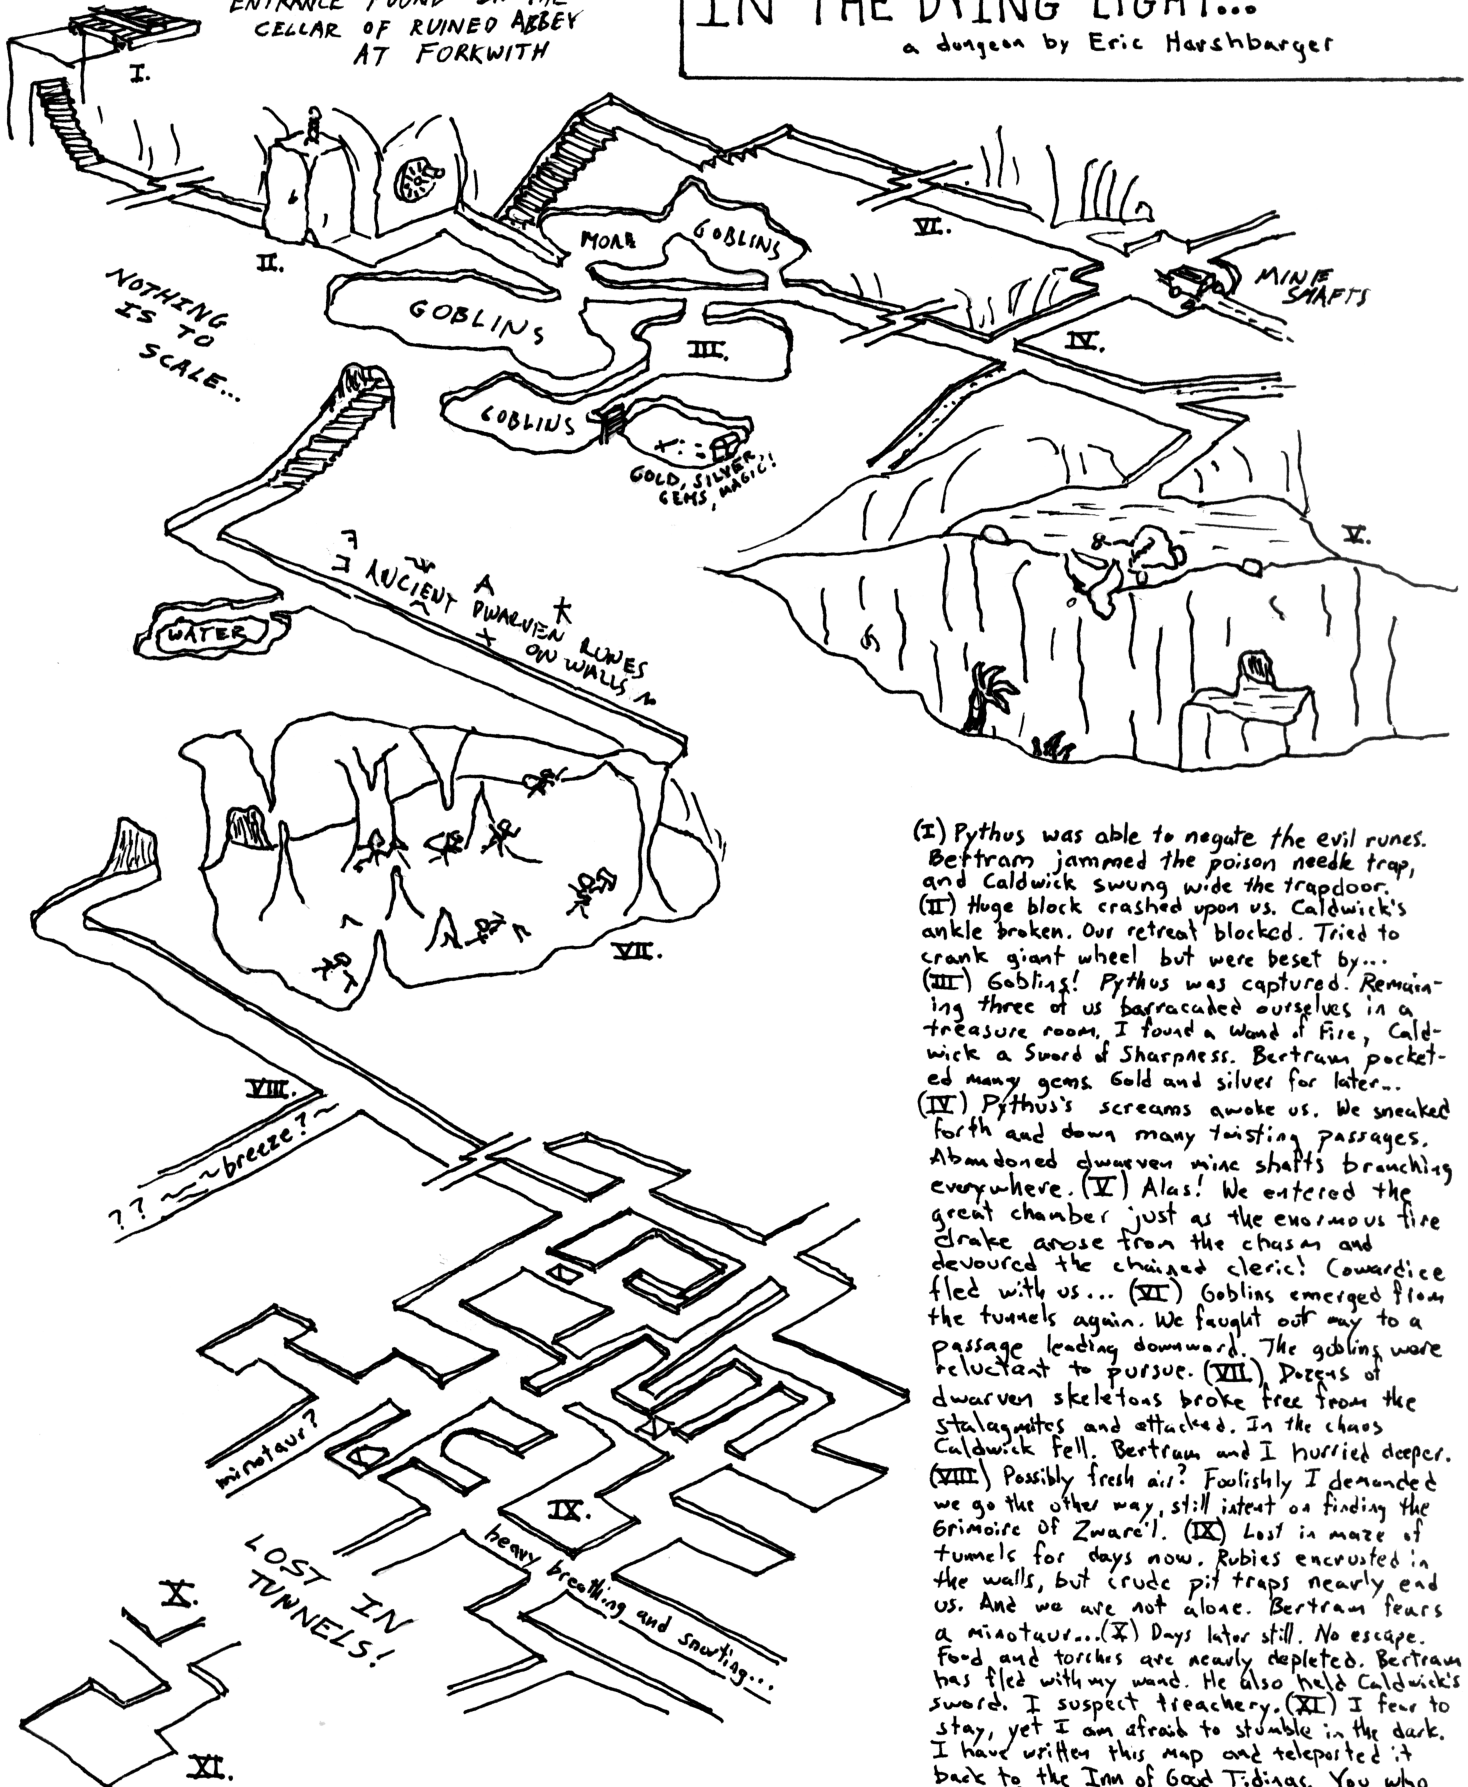 ENTRANCE FOUND IN THE
CELLAR OF RUINED ABBEY
AT FORKWITH
IN THE DYING LIGHT...
a dungeon by Eric Harshbarger
I.
II.
MORE GOBLINS
VI.
MINE
SHAFTS
NOTHING
IS TO
SCALE...
GOBLINS
III.
IV.
GOBLINS
GOLD, SILVER,
GEMS, MAGIC!
V.
ANCIENT DWARVEN RUNES
ON WALLS
WATER
VII.
VIII.
?? ~~~breeze?~
minotaur?
IX.
heavy breathing and snorting...
LOST IN
TUNNELS!
X.
XI.
(I) Pythus was able to negate the evil runes.
Bertram jammed the poison needle trap,
and Caldwick swung wide the trapdoor.
(II) Huge block crashed upon us. Caldwick's
ankle broken. Our retreat blocked. Tried to
crank giant wheel but were beset by...
(III) Goblins! Pythus was captured. Remain-
ing three of us barracaded ourselves in a
treasure room. I found a Wand of Fire, Cald-
wick a Sword of Sharpness. Bertram pocket-
ed many gems. Gold and silver for later...
(IV) Pythus's screams awoke us. We sneaked
forth and down many twisting passages.
Abandoned dwarven mine shafts branching
everywhere. (V) Alas! We entered the
great chamber just as the enormous fire
drake arose from the chasm and
devoured the chained cleric! Cowardice
fled with us... (VI) Goblins emerged from
the tunnels again. We faught our way to a
passage leading downward. The goblins were
reluctant to pursue. (VII) Dozens of
dwarven skeletons broke free from the
stalagmites and attacked. In the chaos
Caldwick fell. Bertram and I hurried deeper.
(VIII) Possibly fresh air? Foolishly I demanded
we go the other way, still intent on finding the
Grimoire of Zware'l. (IX) Lost in maze of
tunnels for days now. Rubies encrusted in
the walls, but crude pit traps nearly end
us. And we are not alone. Bertram fears
a minotaur...(X) Days later still. No escape.
Food and torches are nearly depleted. Bertram
has fled with my wand. He also held Caldwick's
sword. I suspect treachery. (XI) I fear to
stay, yet I am afraid to stumble in the dark.
I have written this map and teleported it
back to the Inn of Good Tidings. You who